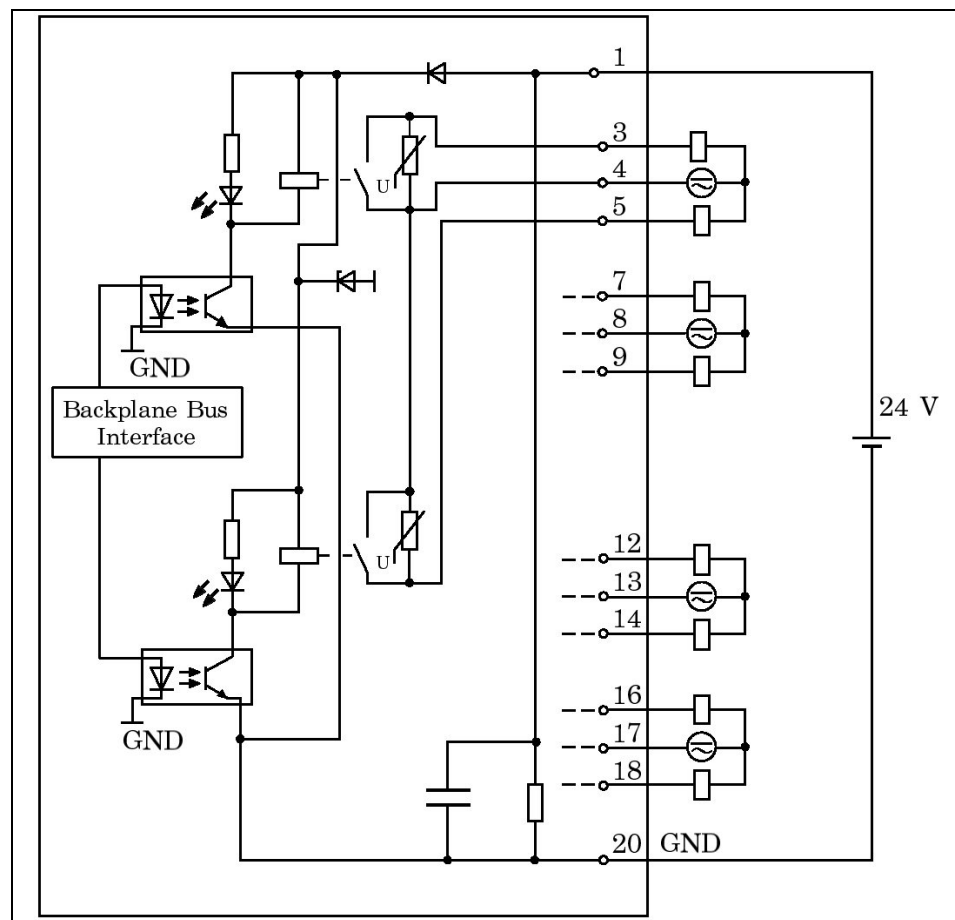 1
3
4
5
U
7
8
9
GND
Backplane Bus
Interface
24 V
12
13
14
U
16
17
18
GND
20 GND